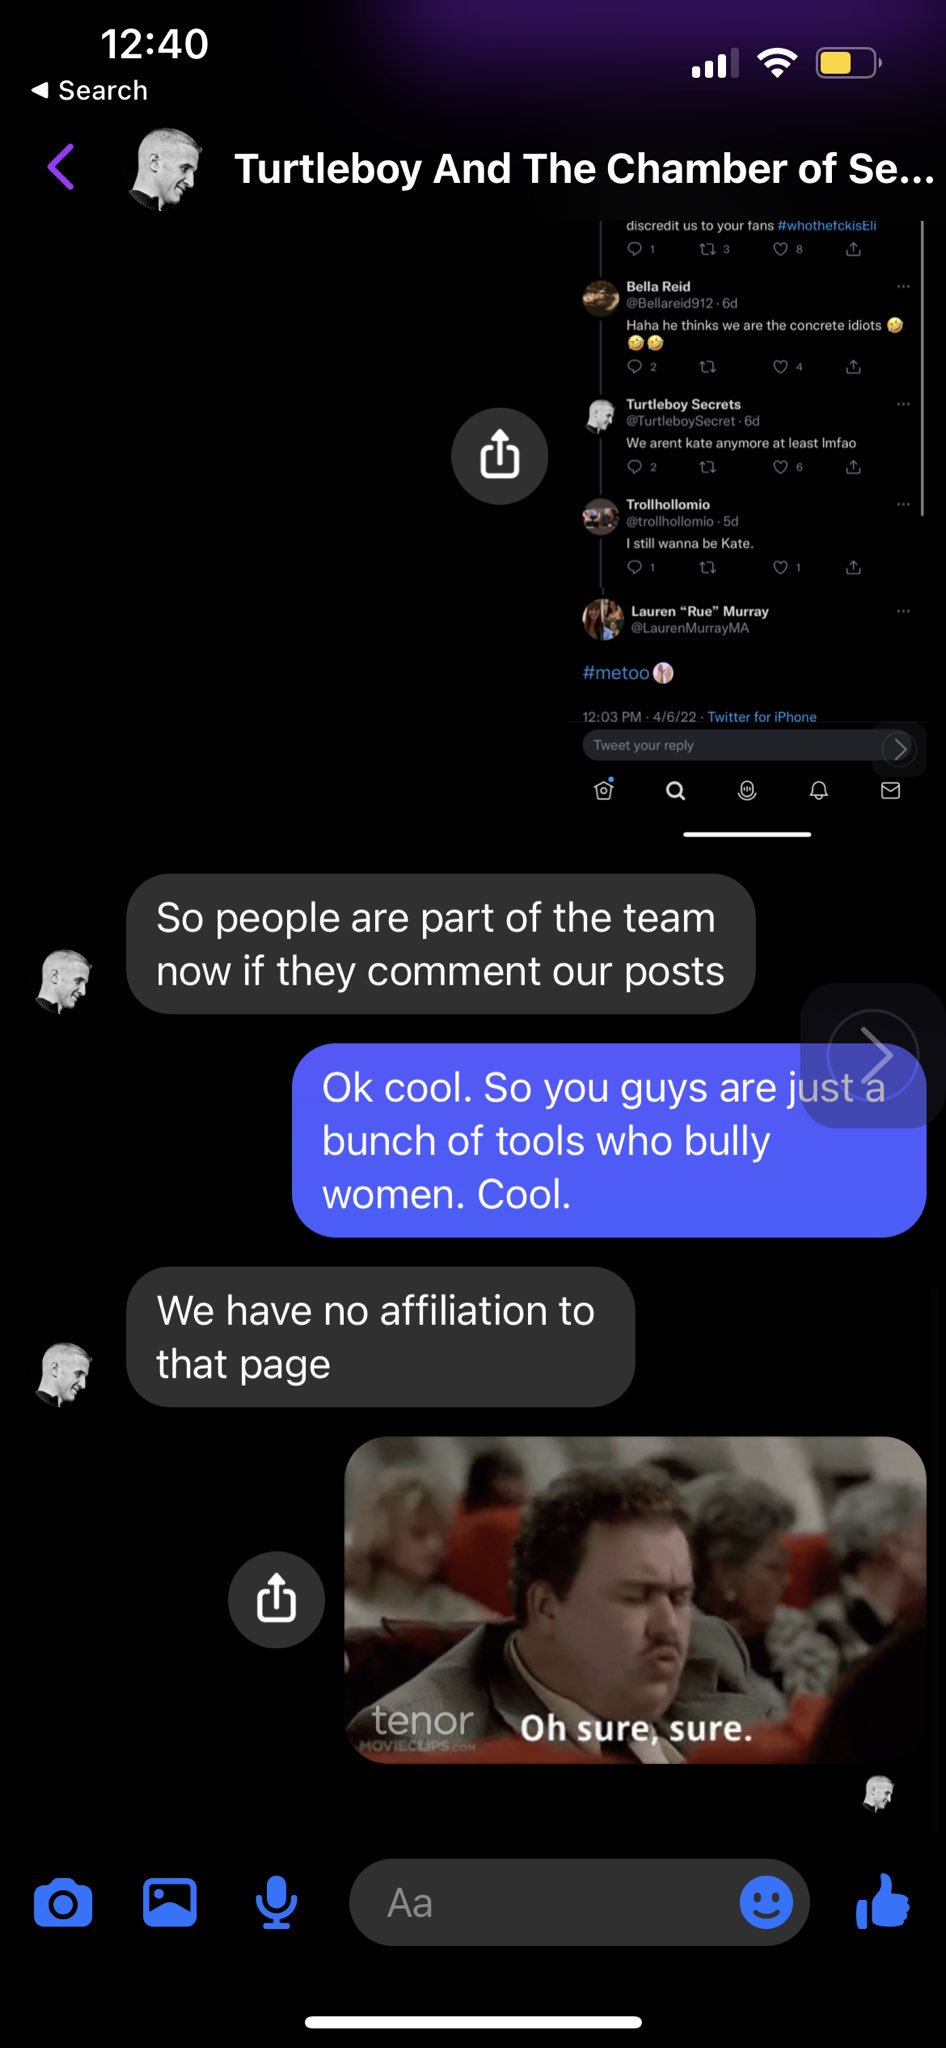 12:40
Search
Turtleboy And The Chamber of Se...
discredit us to your fans #whothefckisEli
1 3 8
Bella Reid
@Bellareid912 · 6d
Haha he thinks we are the concrete idiots 🤣
🤣🤣
2 4
Turtleboy Secrets
@TurtleboySecret · 6d
We arent kate anymore at least lmfao
2 6
Trollhollomio
@trollhollomio · 5d
I still wanna be Kate.
1 1
Lauren “Rue” Murray
@LaurenMurrayMA
#metoo
12:03 PM · 4/6/22 · Twitter for iPhone
Tweet your reply
So people are part of the team
now if they comment our posts
Ok cool. So you guys are just a
bunch of tools who bully
women. Cool.
We have no affiliation to
that page
tenor
MOVIECLIPS.COM
Oh sure, sure.
Aa